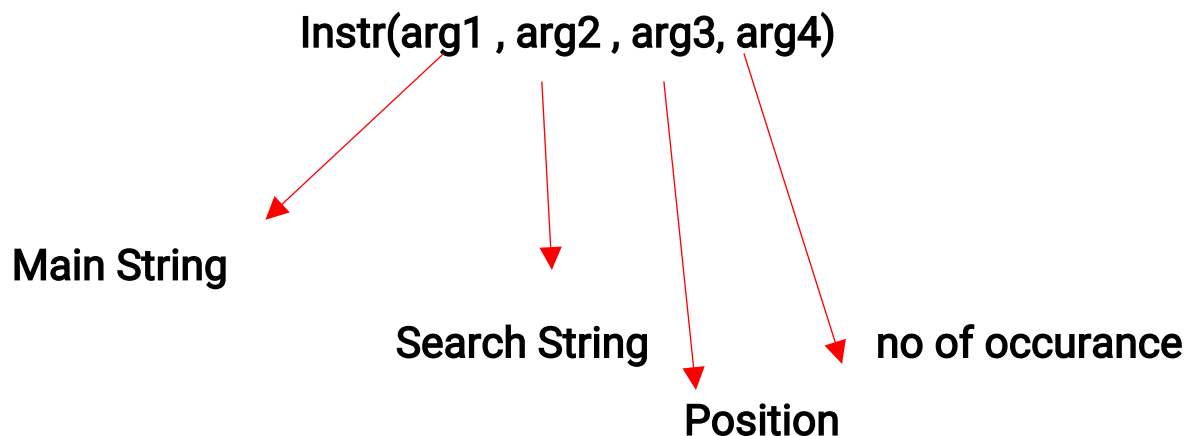 Instr(arg1 , arg2 , arg3, arg4)
Main String
Search String
no of occurance
Position